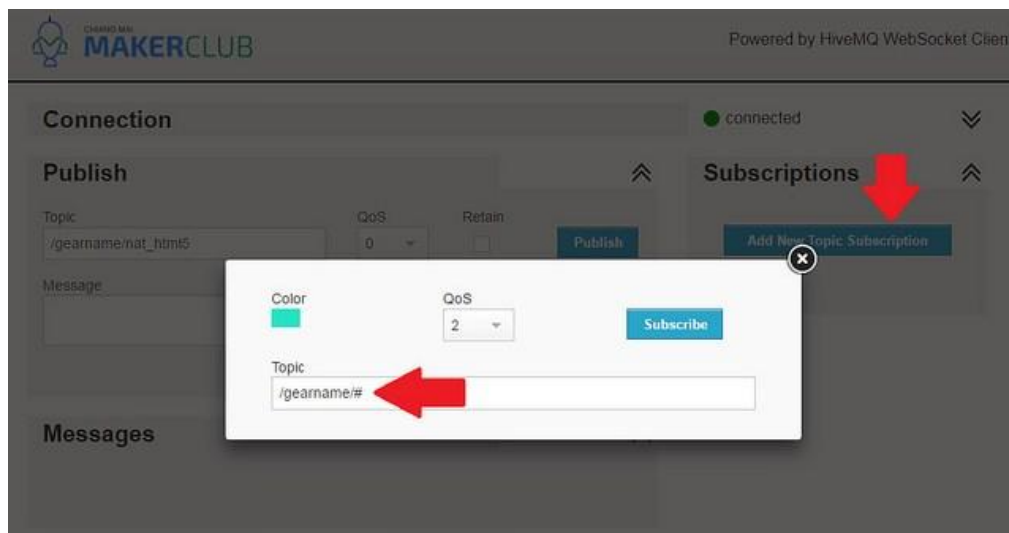 CHIANG MAI
MAKERCLUB
Powered by HiveMQ WebSocket Clien
Connection
connected
Publish
Subscriptions
Topic
QoS
Retain
/gearname/nat_html5
0
Publish
Add New Topic Subscription
Message
Color
QoS
2
Subscribe
Topic
/gearname/#
Messages